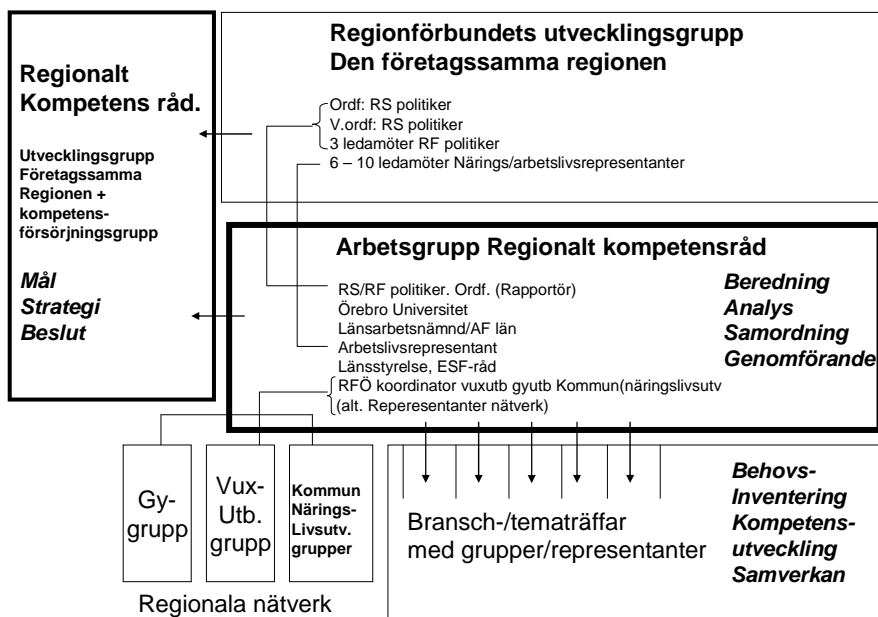 Regionalt
Kompetens råd.
Utvecklingsgrupp
Företagssamma
Regionen +
kompetens-
försörjningsgrupp
Mål
Strategi
Beslut
Regionförbundets utvecklingsgrupp
Den företagssamma regionen
Ordf: RS politiker
V.ordf: RS politiker
3 ledamöter RF politiker
6 – 10 ledamöter Närings/arbetslivsrepresentanter
Arbetsgrupp Regionalt kompetensråd
RS/RF politiker. Ordf. (Rapportör)
Örebro Universitet
Länsarbetsnämnd/AF län
Arbetslivsrepresentant
Länsstyrelse, ESF-råd
RFÖ koordinator vuxutb gyutb Kommun(näringslivsutv
(alt. Reperesentanter nätverk)
Beredning
Analys
Samordning
Genomförande
Gy-
grupp
Vux-
Utb.
grupp
Kommun
Närings-
Livsutv.
grupper
Regionala nätverk
Bransch-/tematräffar
med grupper/representanter
Behovs-
Inventering
Kompetens-
utveckling
Samverkan